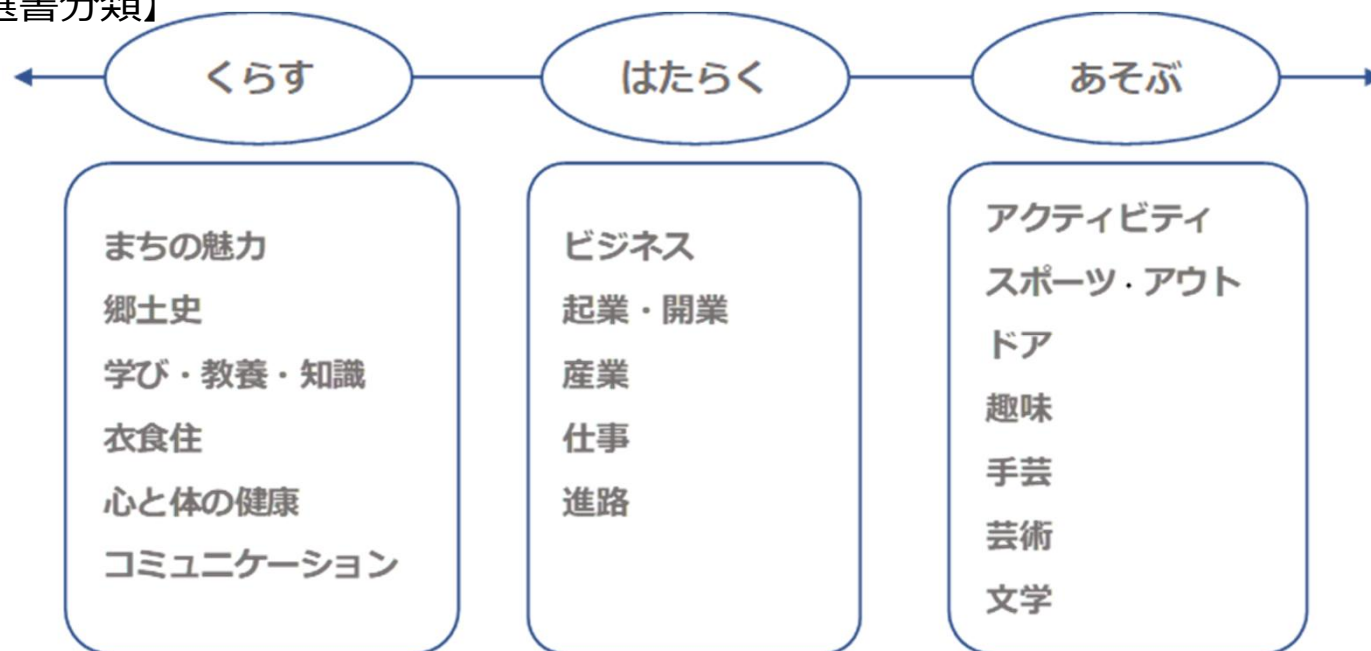 選書分類】
くらす
はたらく
あそぶ
まちの魅力
郷土史
学び・教養・知識
衣食住
心と体の健康
コミュニケーション
ビジネス
起業・開業
産業
仕事
進路
アクティビティ
スポーツ・アウト
ドア
趣味
手芸
芸術
文学